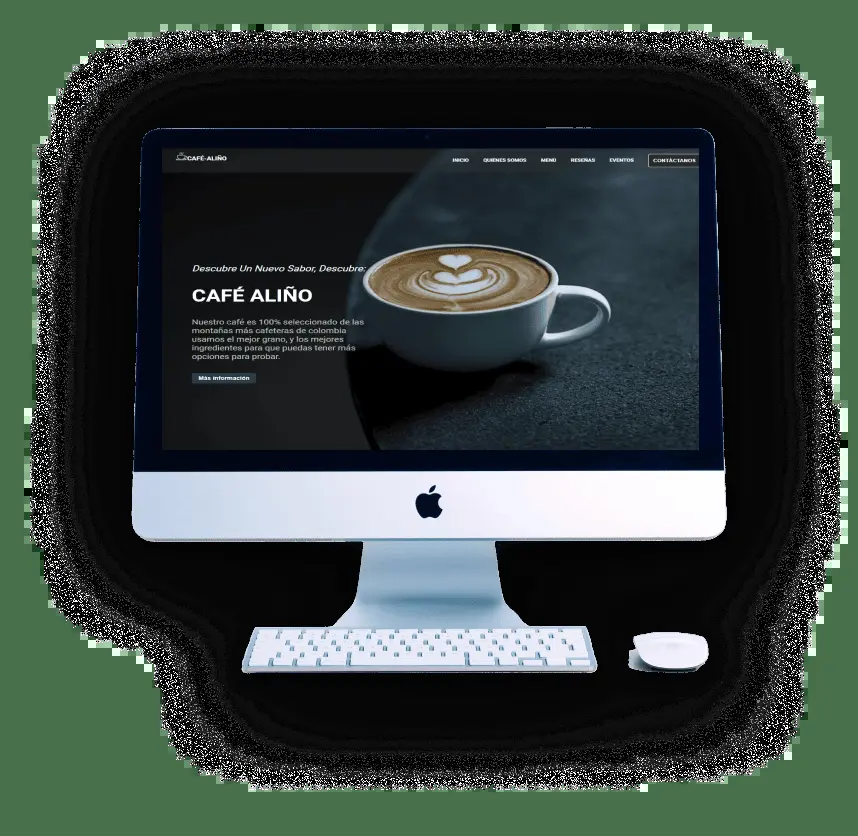 CAFÉ-ALIÑO
INICIO QUIÉNES SOMOS MENÚ RESEÑAS EVENTOS CONTÁCTANOS
Descubre Un Nuevo Sabor, Descubre:
CAFÉ ALIÑO
Nuestro café es 100% seleccionado de las
montañas más cafeteras de colombia
usamos el mejor grano, y los mejores
ingredientes para que puedas tener más
opciones para probar.
Más información